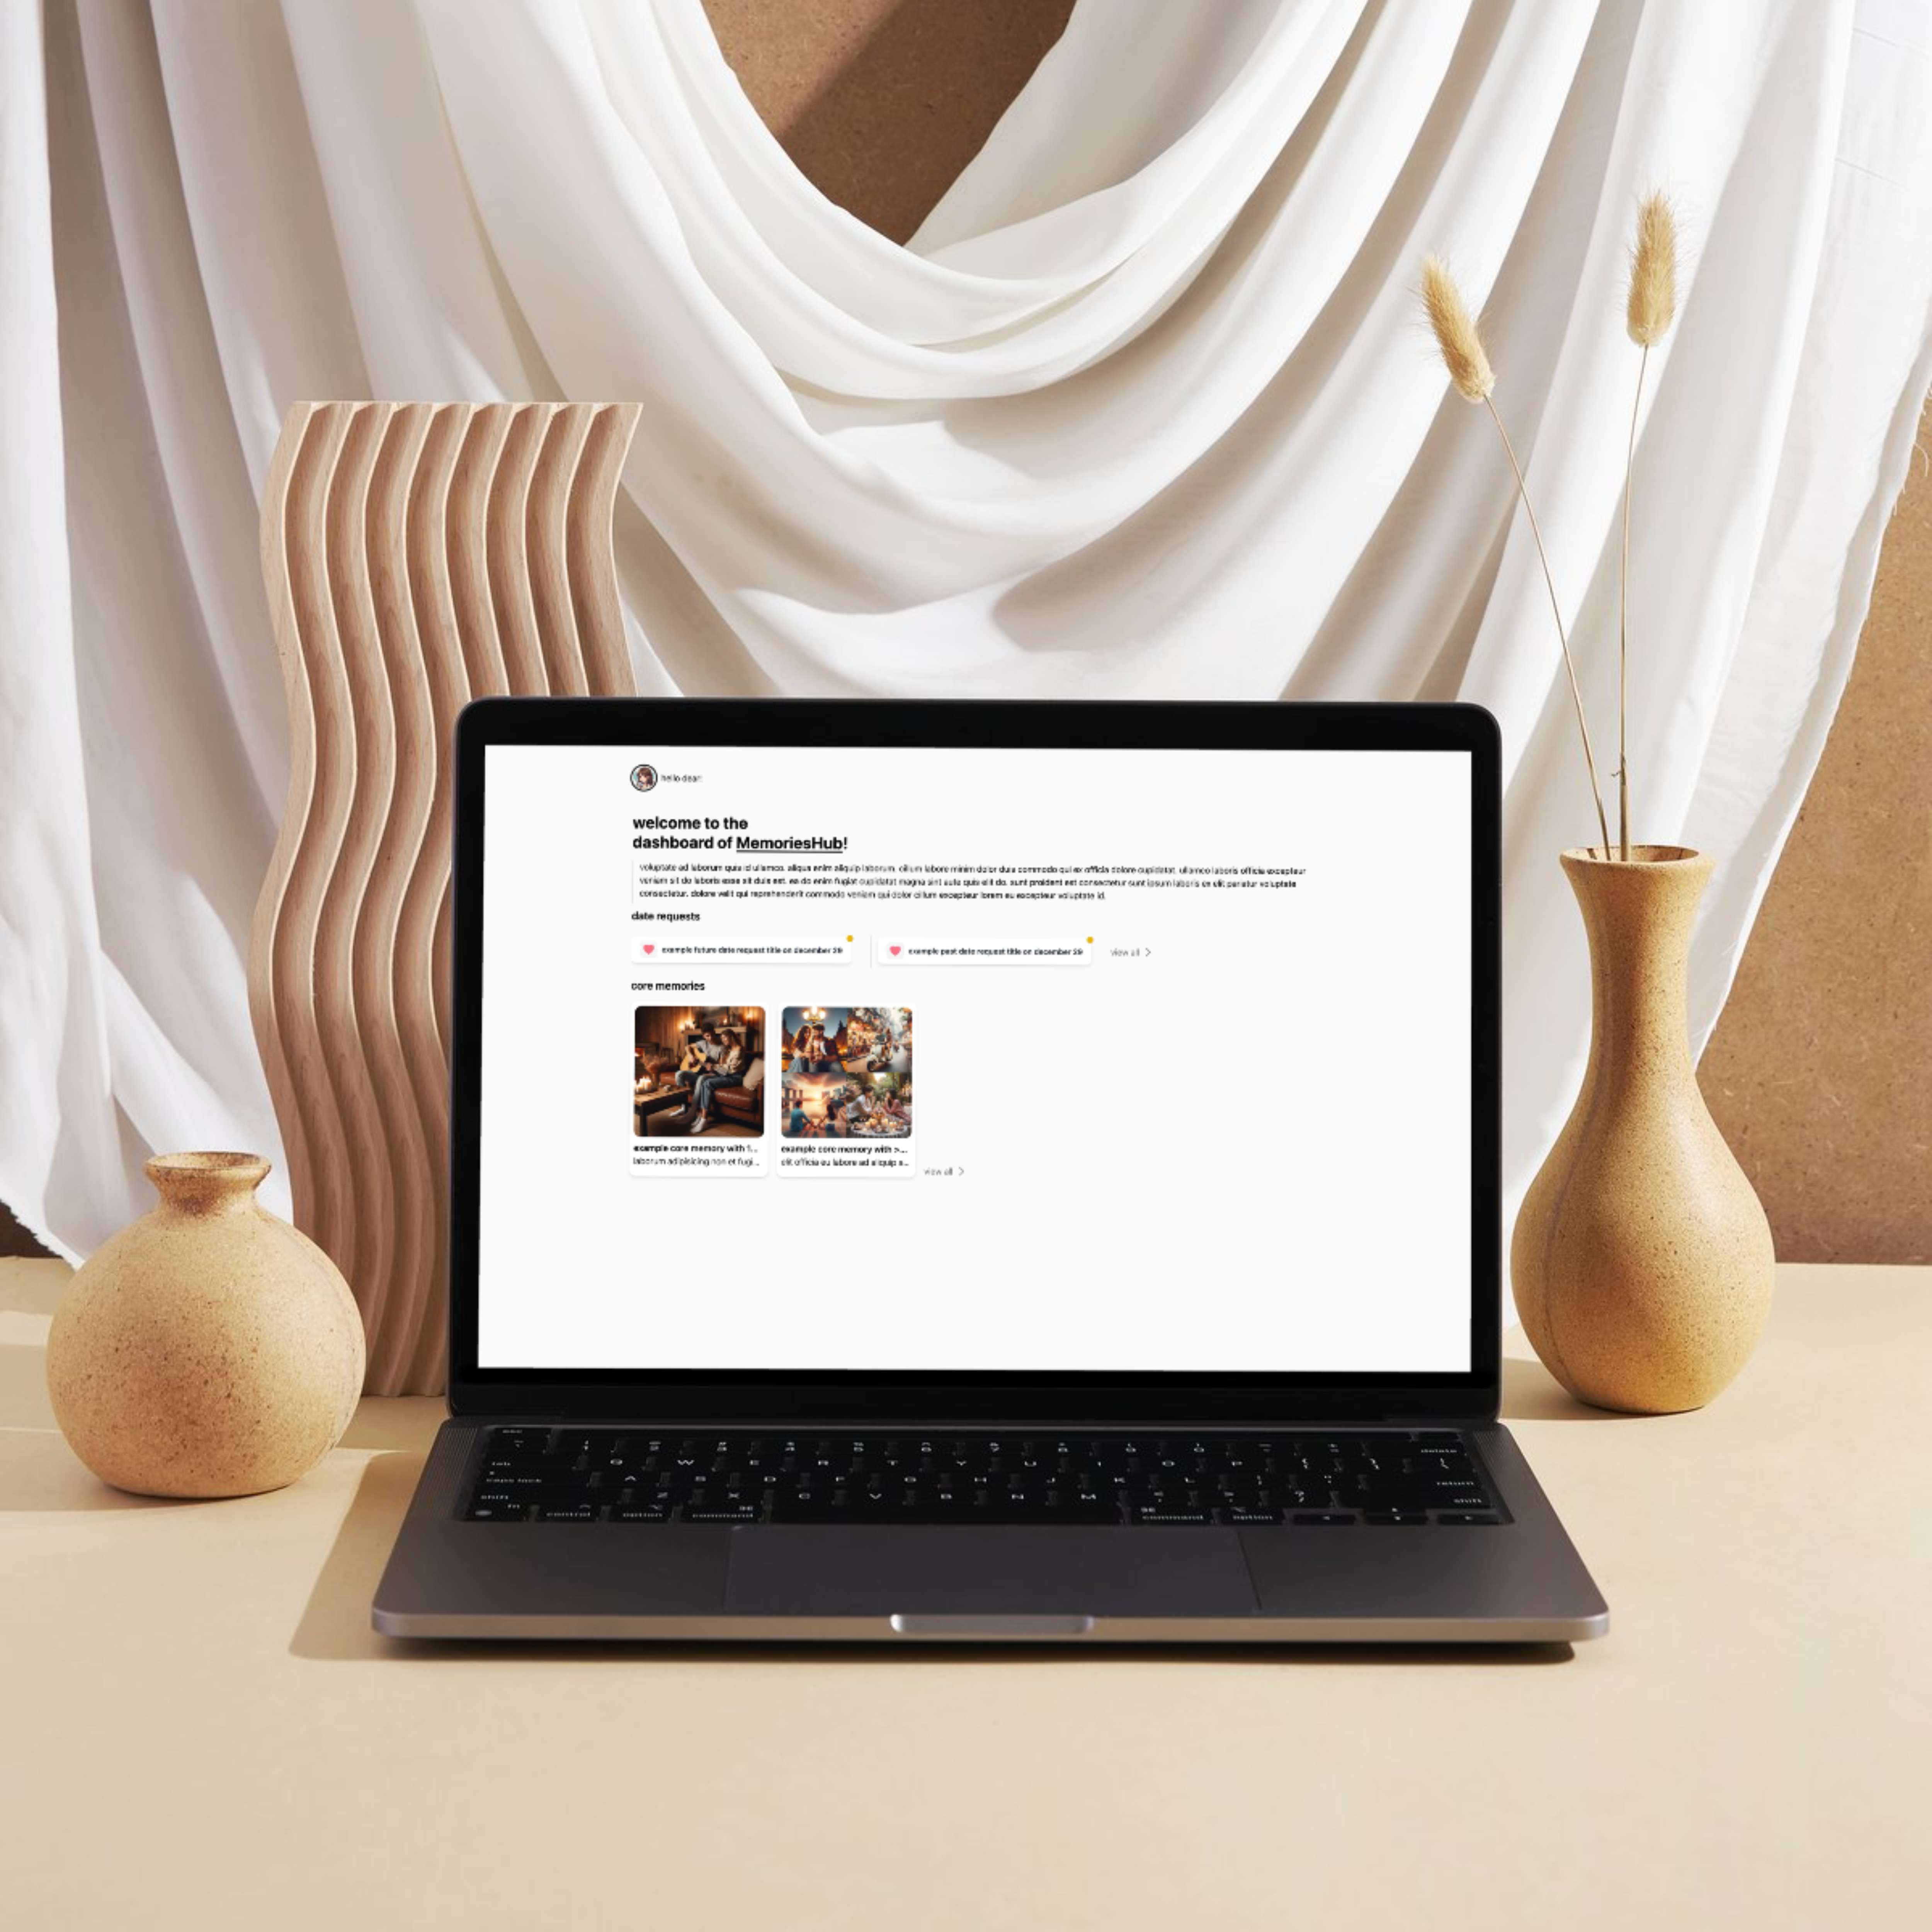 hello dear!
welcome to the
dashboard of MemoriesHub!
voluptate ad laborum quis id ullamco. aliqua enim aliquip laborum. cillum labore minim dolor duis commodo qui ex officia dolore cupidatat. ullamco laboris officia excepteur
veniam sit do laboris esse sit duis est. ea do enim fugiat cupidatat magna sint aute quis elit do. sunt proident est consectetur sunt ipsum laboris ex elit pariatur voluptate
consectetur. dolore velit qui reprehenderit commodo veniam qui dolor cillum excepteur lorem eu excepteur voluptate id.
date requests
example future date request title on december 29
example past date request title on december 29
view all
core memories
example core memory with 1...
laborum adipisicing non et fugi...
example core memory with >...
elit officia eu labore ad aliquip s...
view all
esc
delete
tab
Q W E R T Y U I O P
caps lock
A S D F G H J K L
return
shift
Z X C V B N M
shift
fn
control
option
command
command
option